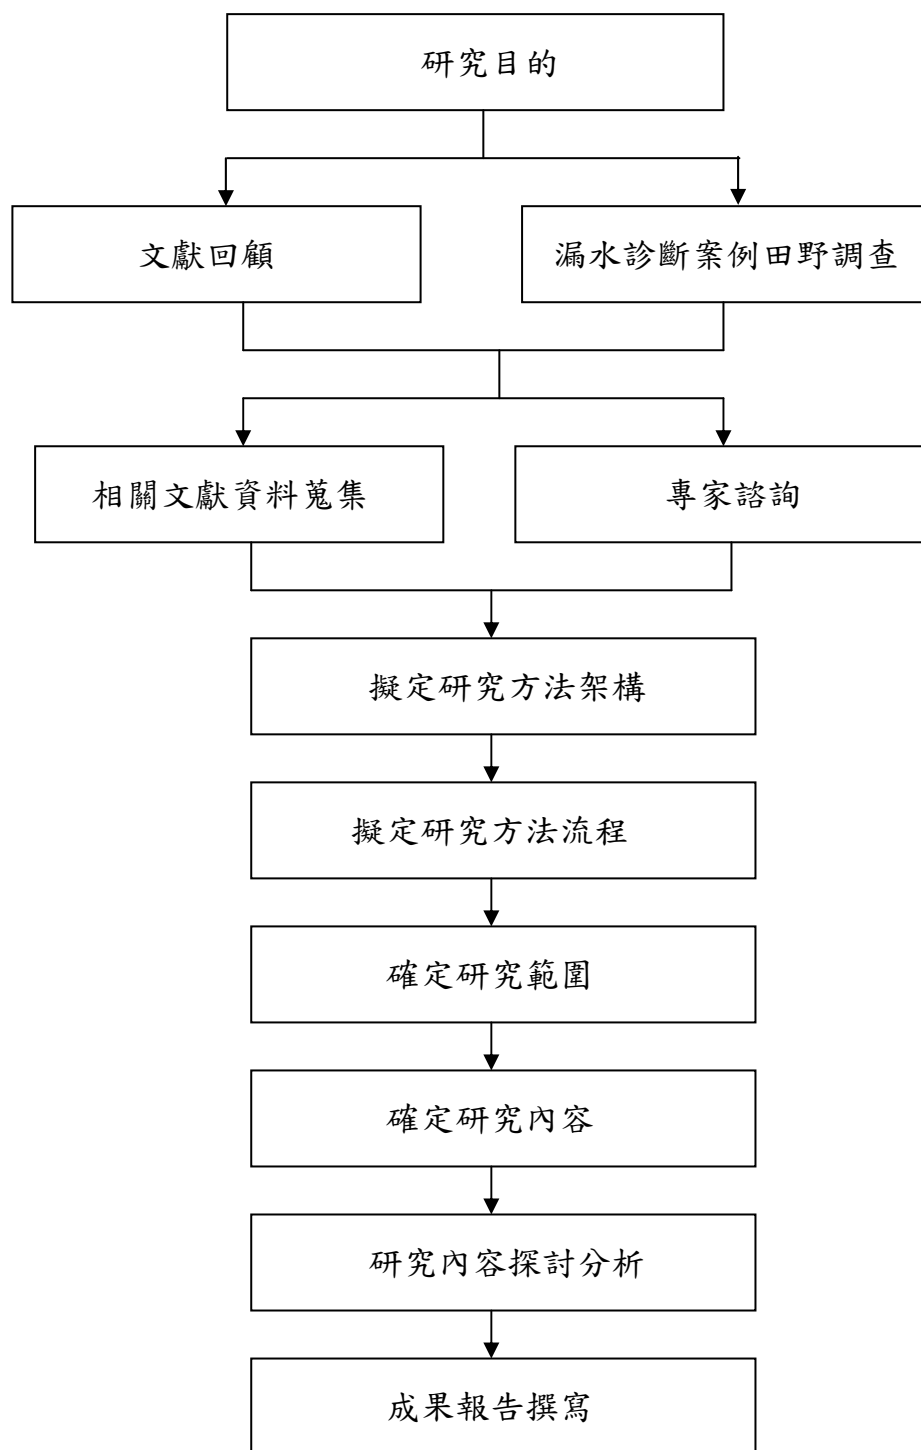 研究目的
文獻回顧
漏水診斷案例田野調查
相關文獻資料蒐集
專家諮詢
擬定研究方法架構
擬定研究方法流程
確定研究範圍
確定研究內容
研究內容探討分析
成果報告撰寫